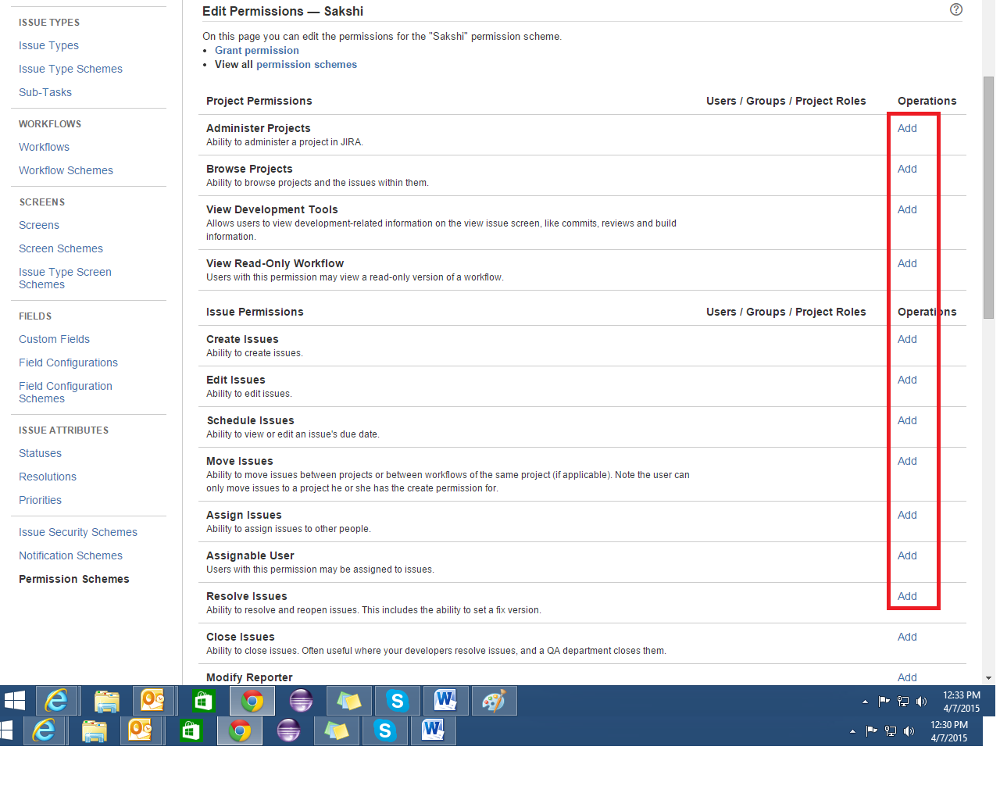 ISSUE TYPES
Issue Types
Issue Type Schemes
Sub-Tasks
WORKFLOWS
Workflows
Workflow Schemes
SCREENS
Screens
Screen Schemes
Issue Type Screen
Schemes
FIELDS
Custom Fields
Field Configurations
Field Configuration
Schemes
ISSUE ATTRIBUTES
Statuses
Resolutions
Priorities
Issue Security Schemes
Notification Schemes
Permission Schemes
Edit Permissions — Sakshi
On this page you can edit the permissions for the "Sakshi" permission scheme.
• Grant permission
• View all permission schemes
Project Permissions Users / Groups / Project Roles Operations
Administer Projects Add
Ability to administer a project in JIRA.
Browse Projects Add
Ability to browse projects and the issues within them.
View Development Tools Add
Allows users to view development-related information on the view issue screen, like commits, reviews and build
information.
View Read-Only Workflow Add
Users with this permission may view a read-only version of a workflow.
Issue Permissions Users / Groups / Project Roles Operations
Create Issues Add
Ability to create issues.
Edit Issues Add
Ability to edit issues.
Schedule Issues Add
Ability to view or edit an issue's due date.
Move Issues Add
Ability to move issues between projects or between workflows of the same project (if applicable). Note the user can
only move issues to a project he or she has the create permission for.
Assign Issues Add
Ability to assign issues to other people.
Assignable User Add
Users with this permission may be assigned to issues.
Resolve Issues Add
Ability to resolve and reopen issues. This includes the ability to set a fix version.
Close Issues Add
Ability to close issues. Often useful where your developers resolve issues, and a QA department closes them.
Modify Reporter Add
12:33 PM
4/7/2015
12:30 PM
4/7/2015